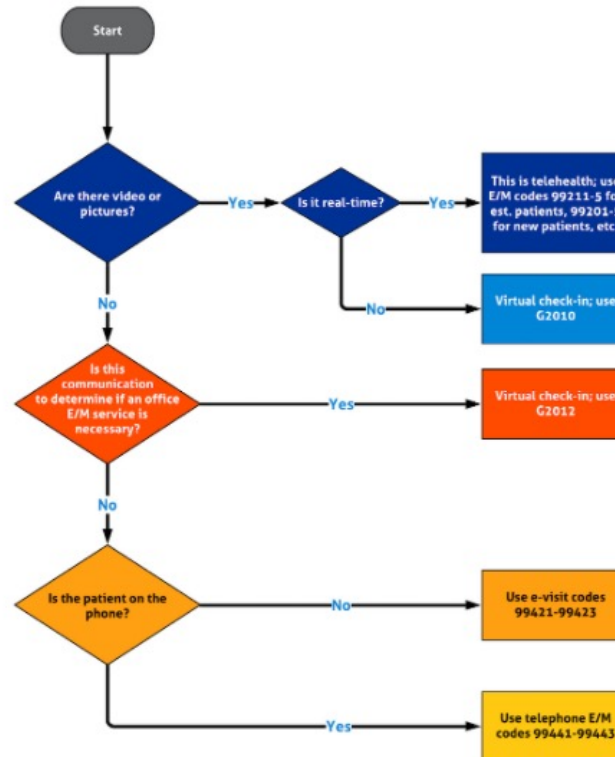 Start
Are there video or
pictures?
Yes
Is it real-time?
Yes
This is telehealth; use
E/M codes 99211-5 fo
est. patients, 99201-
for new patients, etc
No
No
Virtual check-in; use
G2010
Is this
communication
to determine if an office
E/M service is
necessary?
Yes
Virtual check-in; use
G2012
No
Is the patient on the
phone?
No
Use e-visit codes
99421-99423
Yes
Use telephone E/M
codes 99441-99443